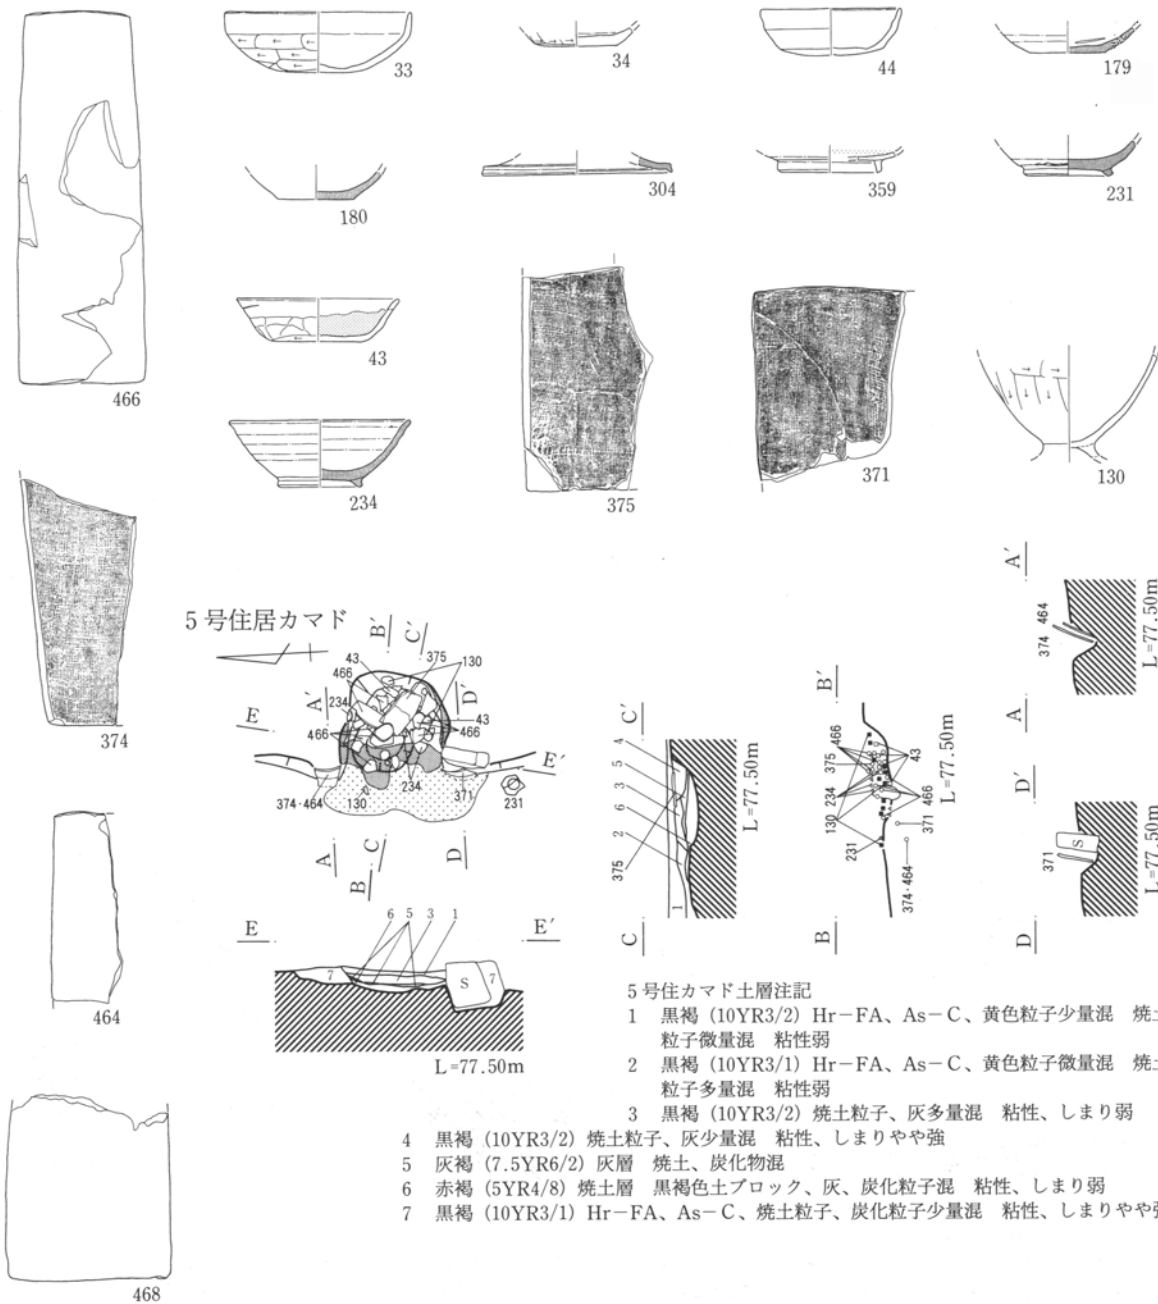 33
34
44
179
180
304
359
231
466
43
234
375
371
130
374
464
468
5号住居カマド
B′
C′
43
375
130
466
A′
234
D′
E
43
466
466
E′
374・464
130
234
371
231
A
C
B
D
E
6 5 3 1
E′
7
S
7
L=77.50m
C′
4
5
3
6
2
375
1
C
L=77.50m
B′
466
375
234
130
231
43
466
371
374・464
B
L=77.50m
A′
464
374
A
L=77.50m
D′
S
371
D
L=77.50m
5号住カマド土層注記
1 黒褐（10YR3/2）Hr－FA、As－C、黄色粒子少量混 焼土
粒子微量混 粘性弱
2 黒褐（10YR3/1）Hr－FA、As－C、黄色粒子微量混 焼土
粒子多量混 粘性弱
3 黒褐（10YR3/2）焼土粒子、灰多量混 粘性、しまり弱
4 黒褐（10YR3/2）焼土粒子、灰少量混 粘性、しまりやや強
5 灰褐（7.5YR6/2）灰層 焼土、炭化物混
6 赤褐（5YR4/8）焼土層 黒褐色土ブロック、灰、炭化粒子混 粘性、しまり弱
7 黒褐（10YR3/1）Hr－FA、As－C、焼土粒子、炭化粒子少量混 粘性、しまりやや強